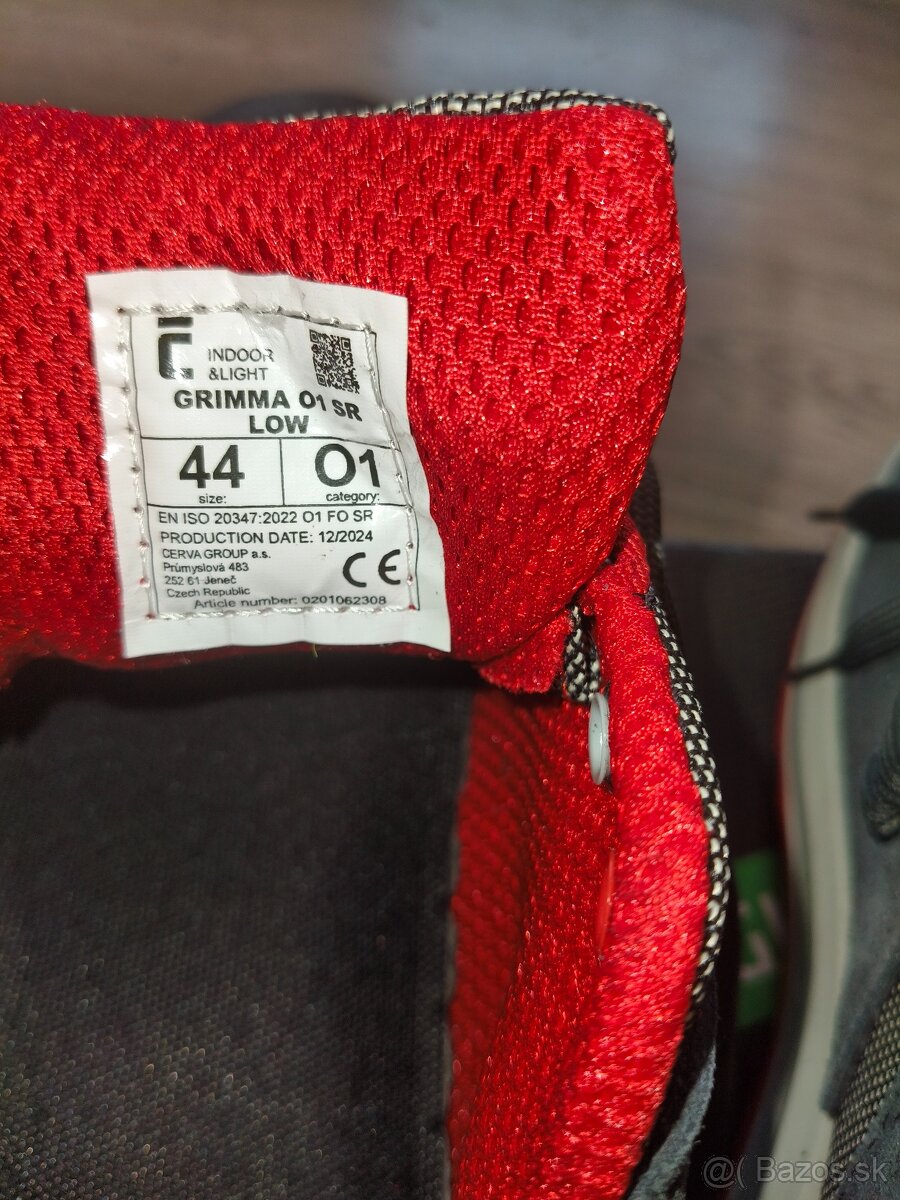 INDOOR
&LIGHT
GRIMMA O1 SR
LOW
44
size:
O1
category:
EN ISO 20347:2022 O1 FO SR
PRODUCTION DATE: 12/2024
CERVA GROUP a.s.
Průmyslová 483
252 61 Jeneč
Czech Republic
CE
Article number: 0201062308
@( Bazos.sk